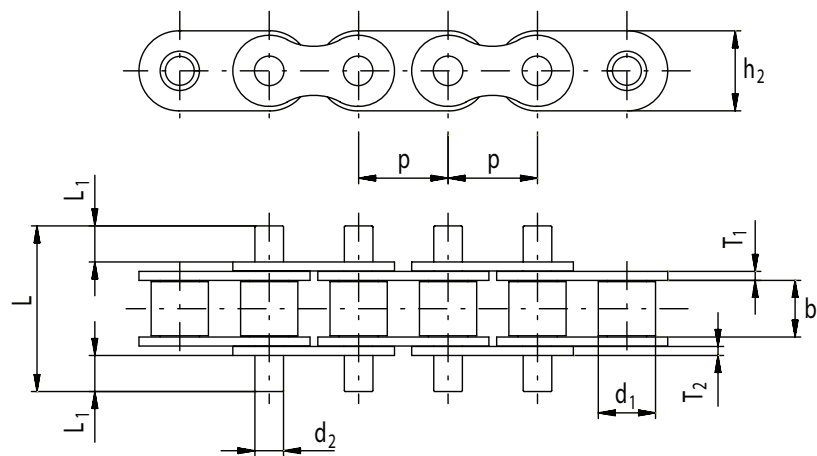 h₂
p p
L₁
T₁
L
b
T₂
L₁
d₂
d₁